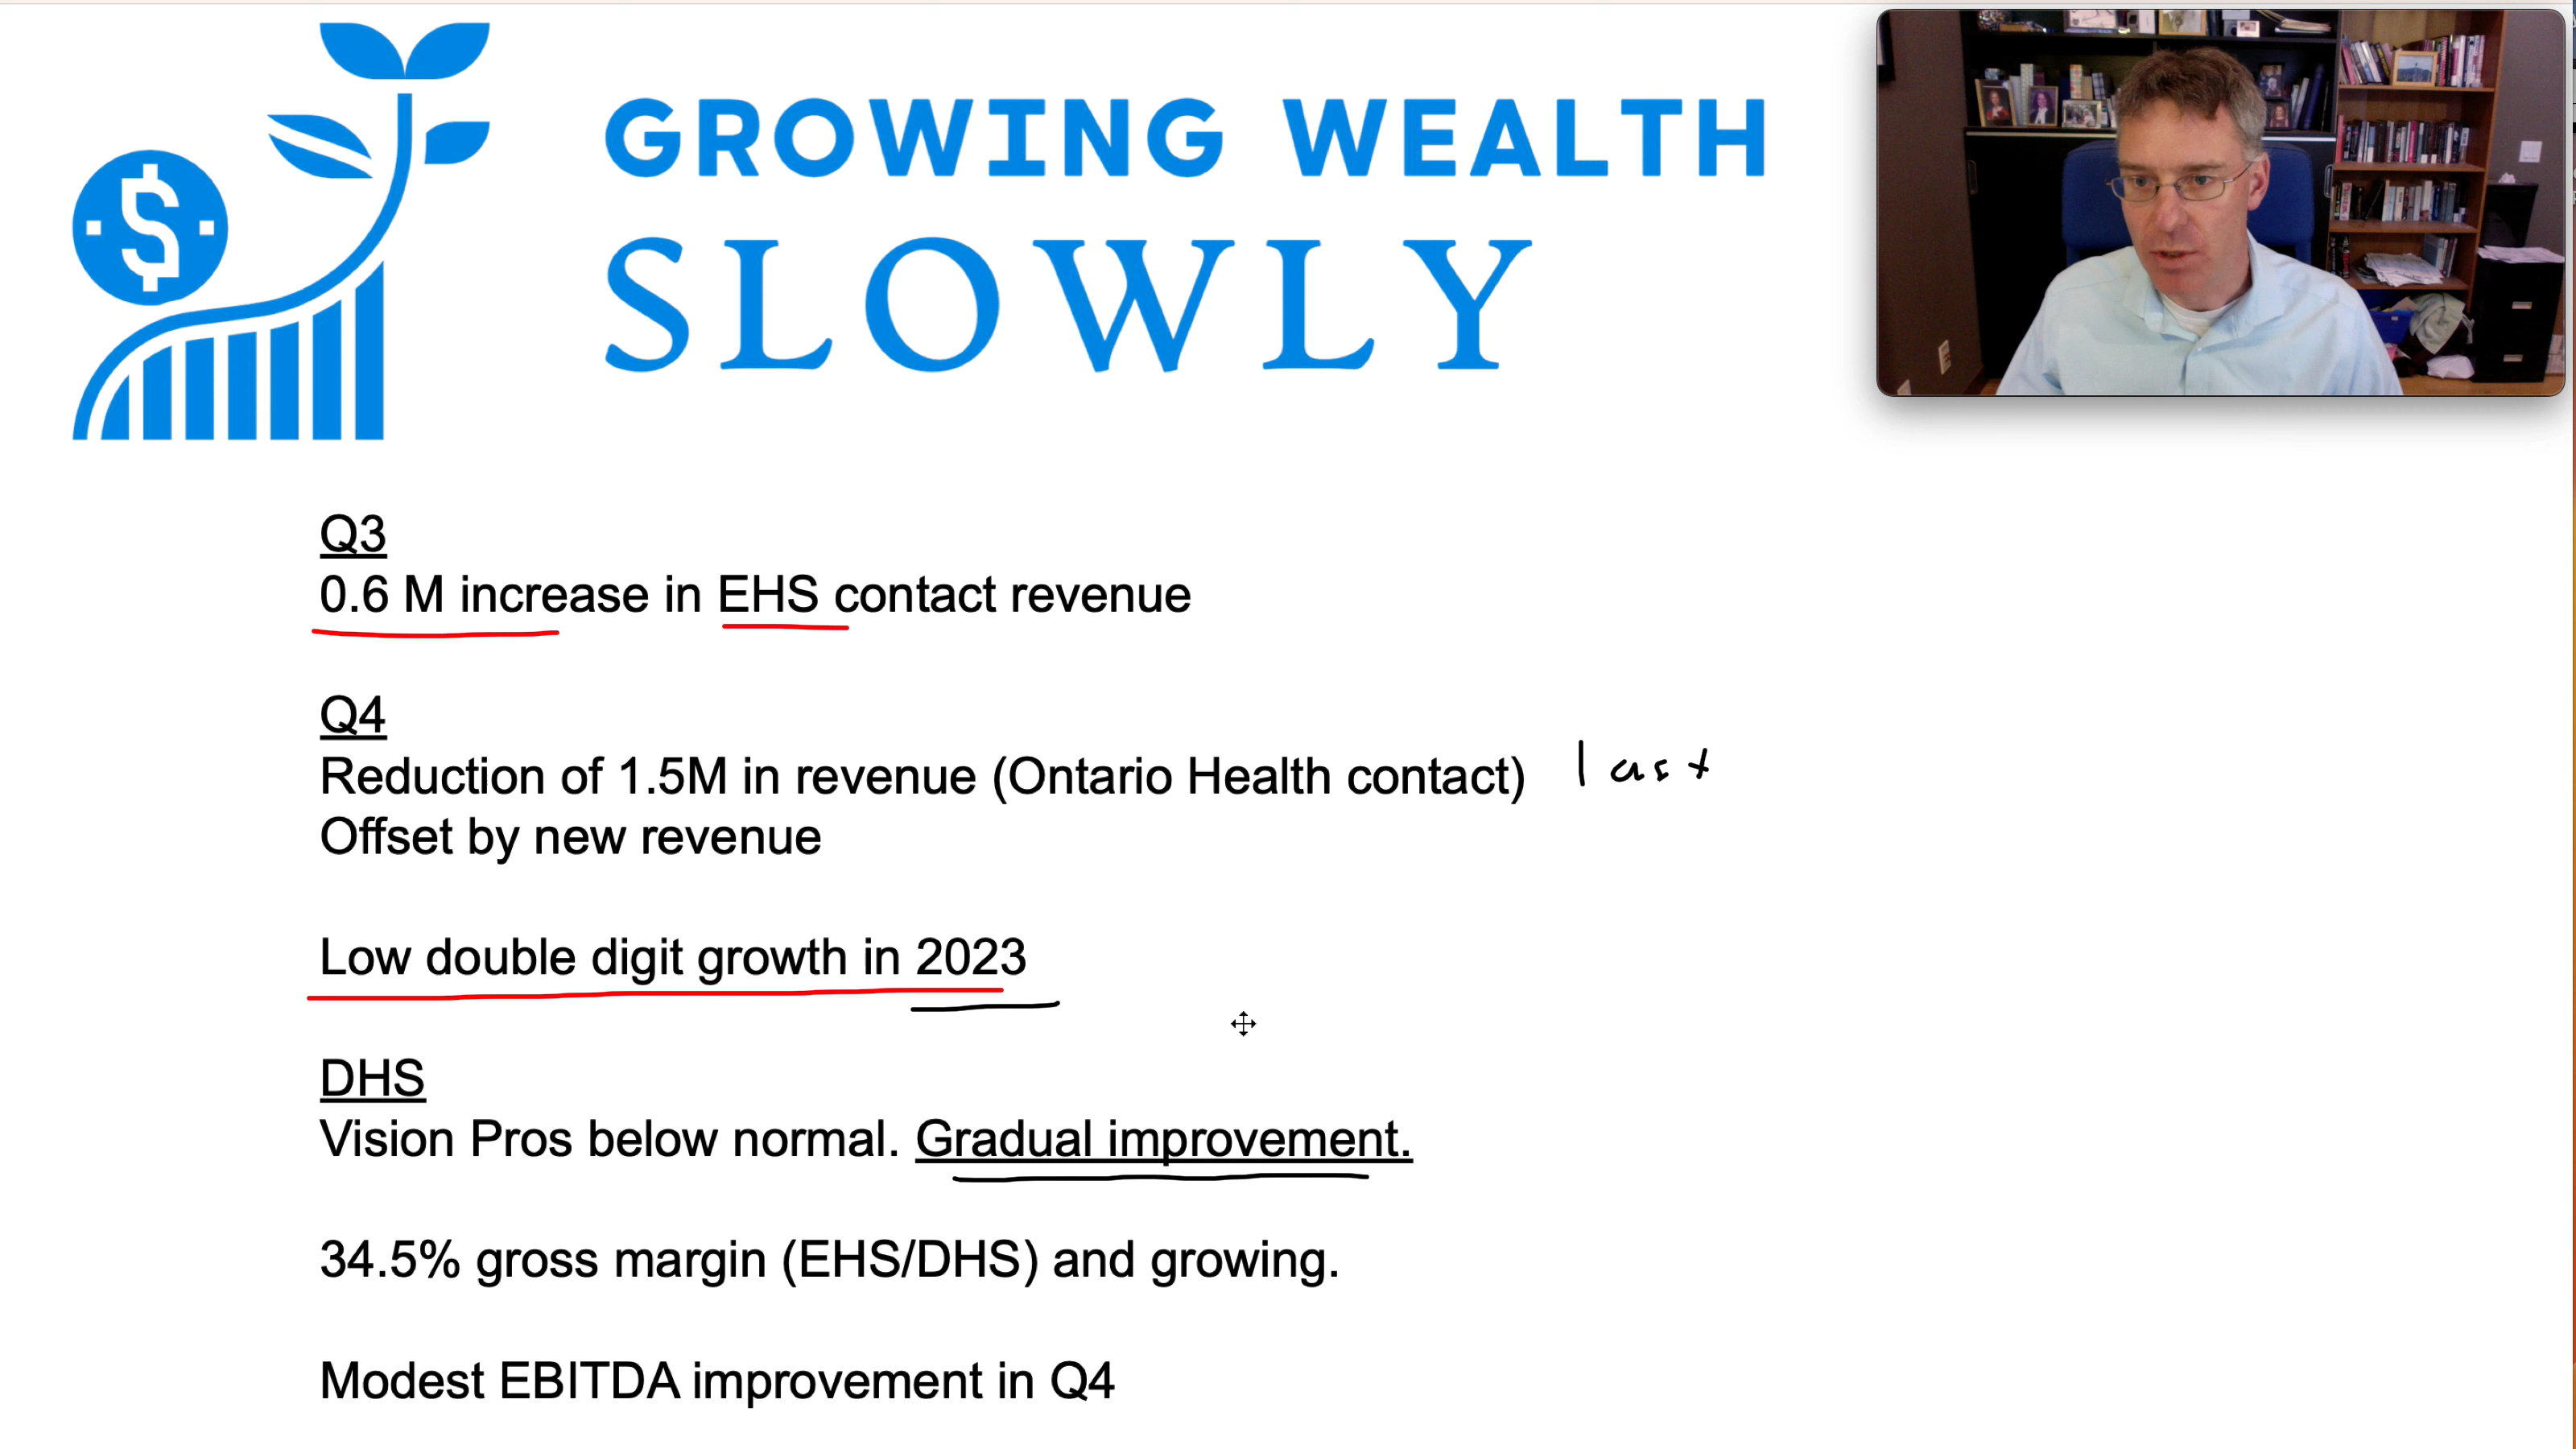 GROWING WEALTH
SLOWLY
$
Q3
0.6 M increase in EHS contact revenue
Q4
Reduction of 1.5M in revenue (Ontario Health contact) last
Offset by new revenue
Low double digit growth in 2023
DHS
Vision Pros below normal. Gradual improvement.
34.5% gross margin (EHS/DHS) and growing.
Modest EBITDA improvement in Q4